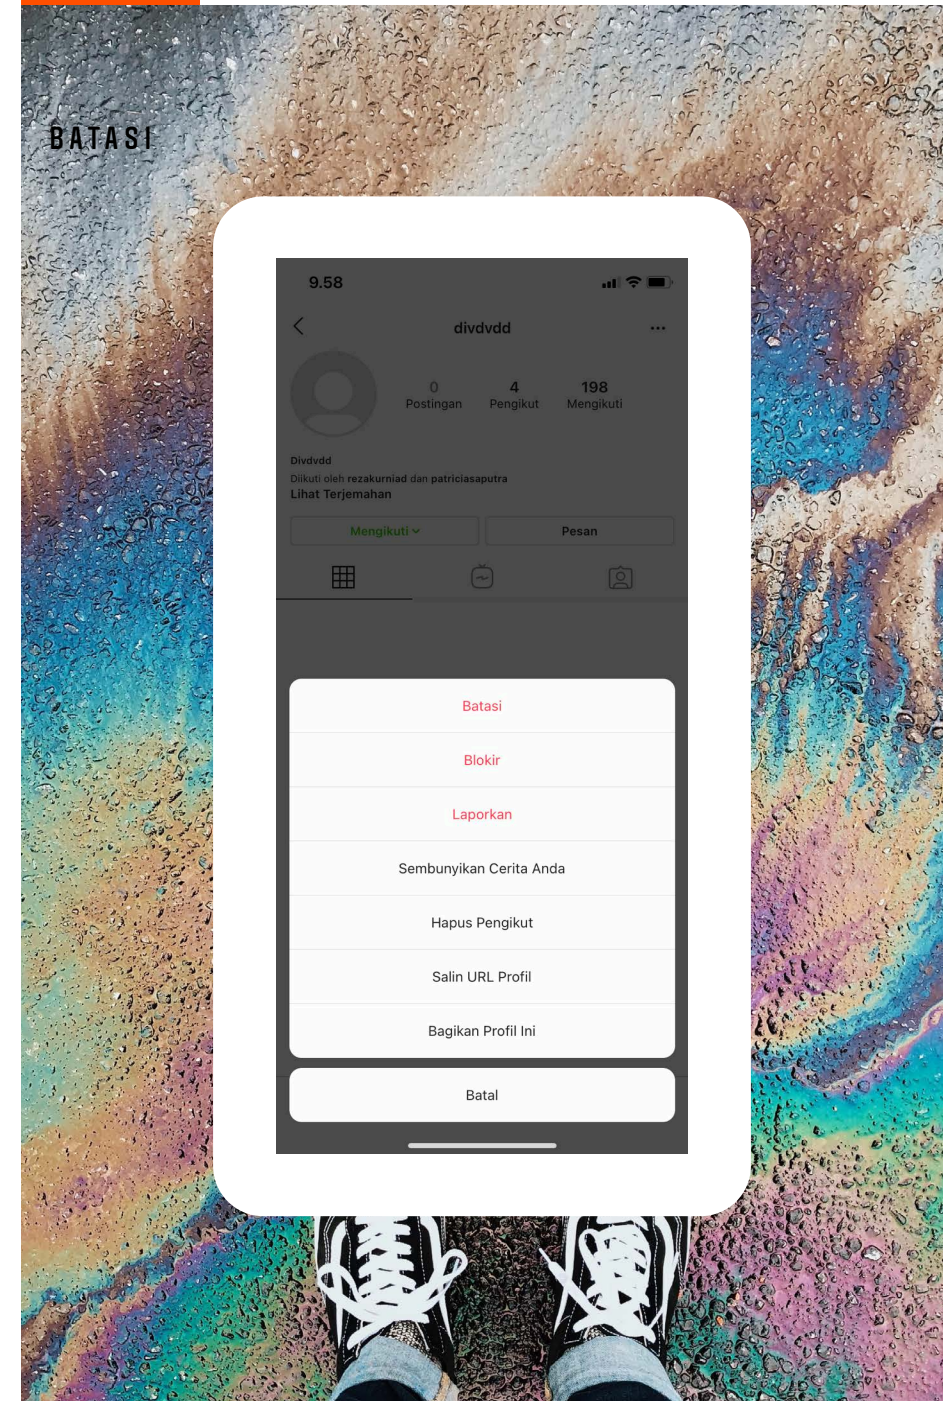 BATASI
9.58
divdvdd
0 4 198
Postingan Pengikut Mengikuti
Divdvdd
Diikuti oleh rezakurniad dan patriciasaputra
Lihat Terjemahan
Mengikuti Pesan
Batasi
Blokir
Laporkan
Sembunyikan Cerita Anda
Hapus Pengikut
Salin URL Profil
Bagikan Profil Ini
Batal